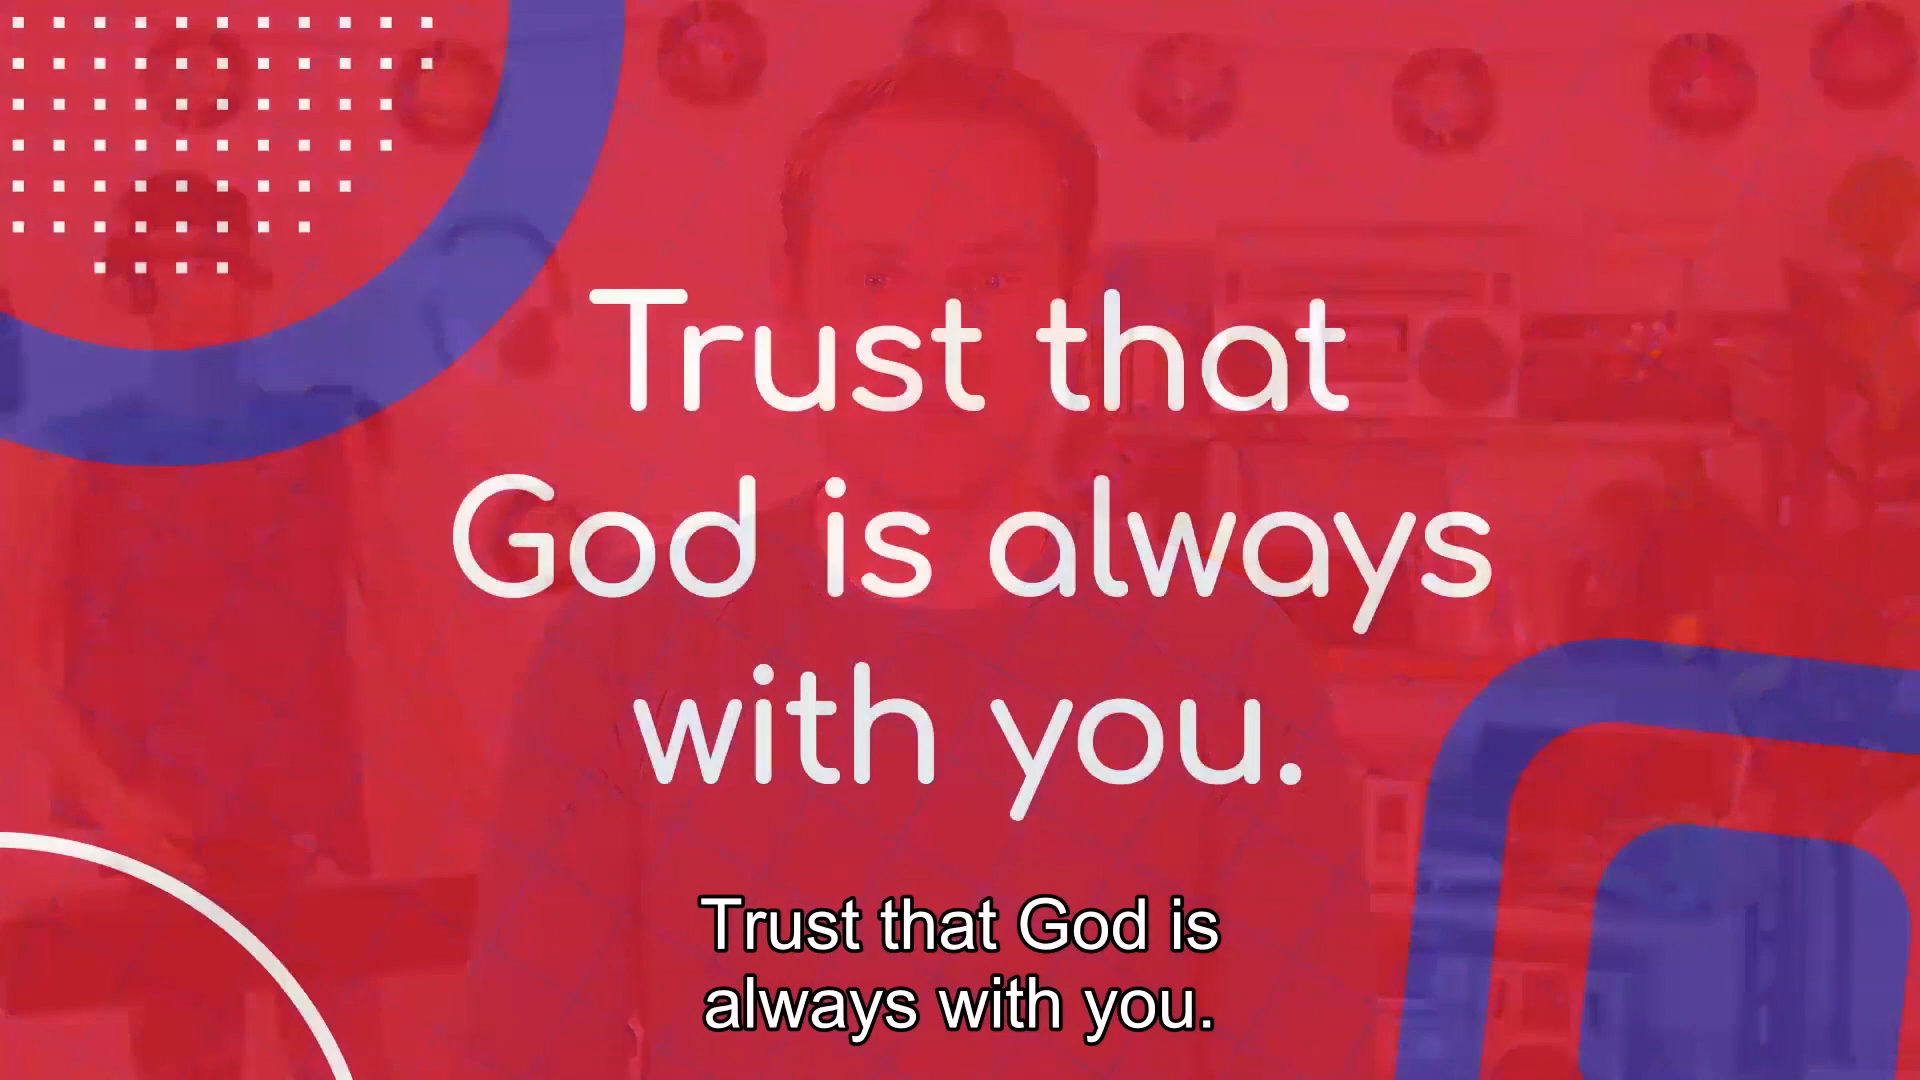 Trust that
God is always
with you.
Trust that God is
always with you.